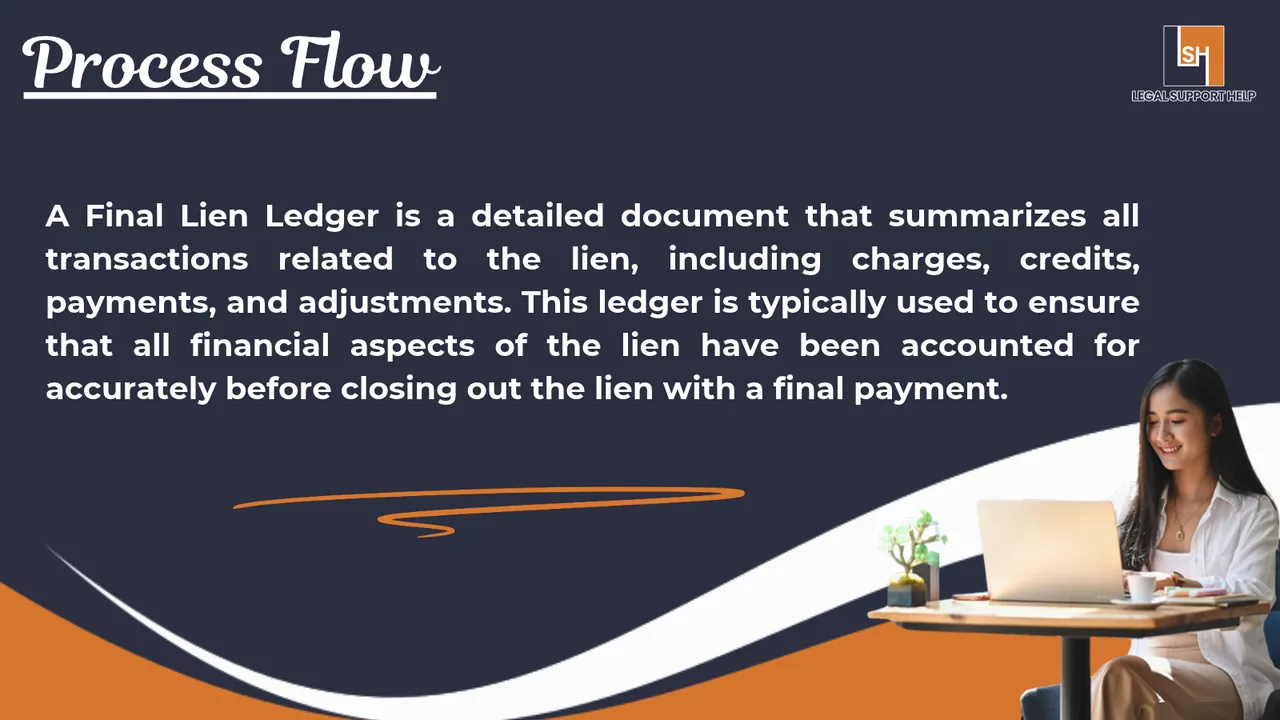 Process Flow
LSH
LEGAL SUPPORT HELP
A Final Lien Ledger is a detailed document that summarizes all
transactions related to the lien, including charges, credits,
payments, and adjustments. This ledger is typically used to ensure
that all financial aspects of the lien have been accounted for
accurately before closing out the lien with a final payment.